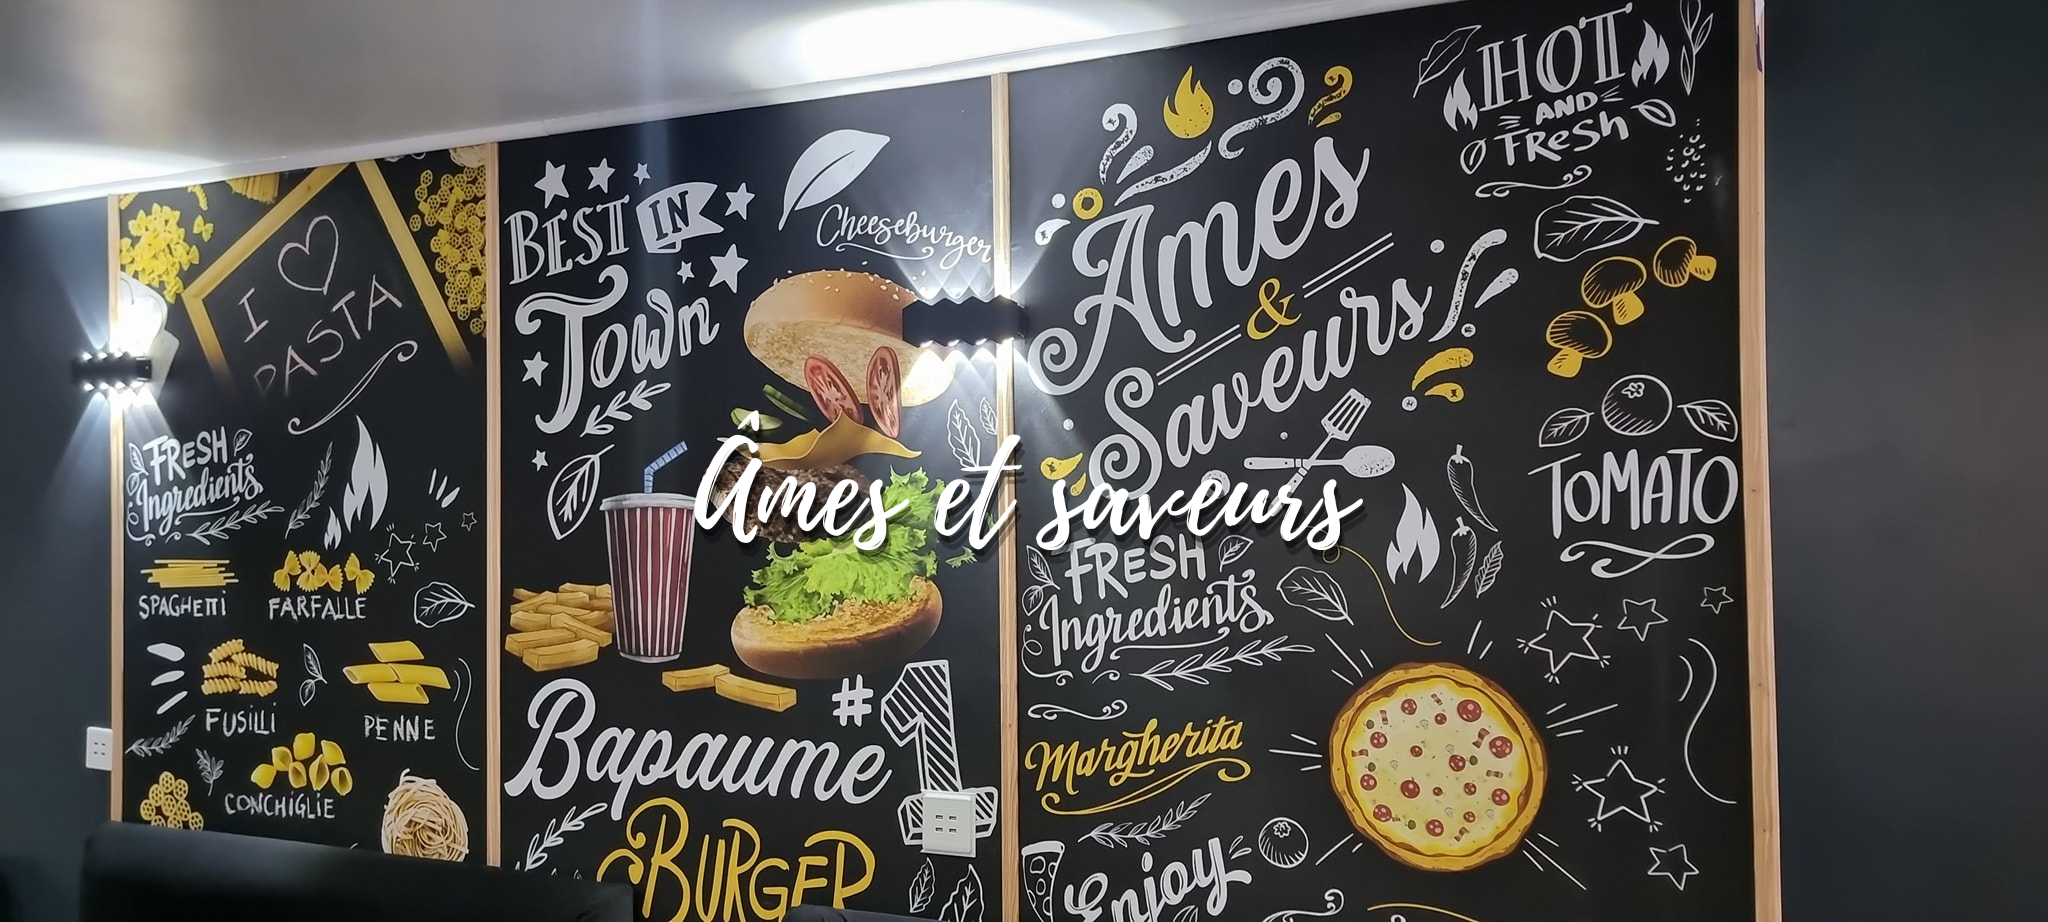 I
PASTA
FRESH
Ingredients
SPAGHETTI
FARFALLE
FUSILLI
PENNE
CONCHIGLIE
BEST IN
Town
Cheeseburger
Bapaume
#1
BURGER
Âmes et saveurs
Ames
&
Saveurs
HOT
AND
FResh
TOMATO
FRESH
Ingredients
Margherita
Enjoy